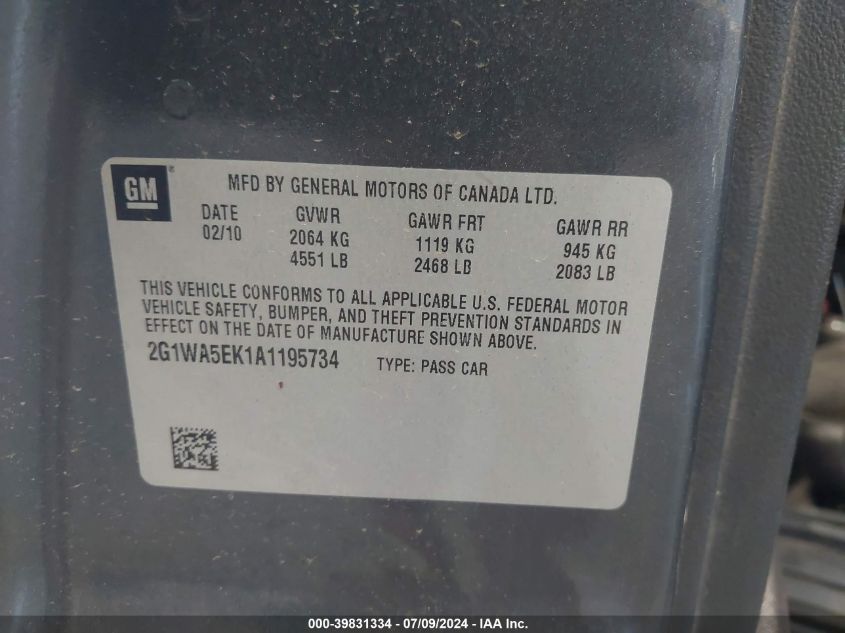 GM
MFD BY GENERAL MOTORS OF CANADA LTD.
DATE GVWR GAWR FRT GAWR RR
02/10 2064 KG 1119 KG 945 KG
4551 LB 2468 LB 2083 LB
THIS VEHICLE CONFORMS TO ALL APPLICABLE U.S. FEDERAL MOTOR
VEHICLE SAFETY, BUMPER, AND THEFT PREVENTION STANDARDS IN
EFFECT ON THE DATE OF MANUFACTURE SHOWN ABOVE.
2G1WA5EK1A1195734 TYPE: PASS CAR
000-39831334 / 07/09/2024 - IAA Inc.